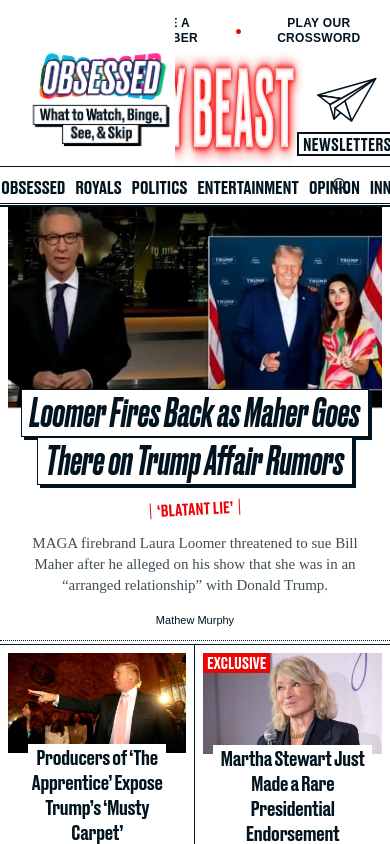 E A
BER
PLAY OUR
CROSSWORD
OBSESSED
What to Watch, Binge,
See, & Skip
Y BEAST
NEWSLETTERS
OBSESSED ROYALS POLITICS ENTERTAINMENT OPINION INN
TRUMP
TRUMP
TRUMP
Loomer Fires Back as Maher Goes
There on Trump Affair Rumors
‘BLATANT LIE’
MAGA firebrand Laura Loomer threatened to sue Bill
Maher after he alleged on his show that she was in an
“arranged relationship” with Donald Trump.
Mathew Murphy
EXCLUSIVE
Producers of ‘The
Apprentice’ Expose
Trump’s ‘Musty
Carpet’
Martha Stewart Just
Made a Rare
Presidential
Endorsement